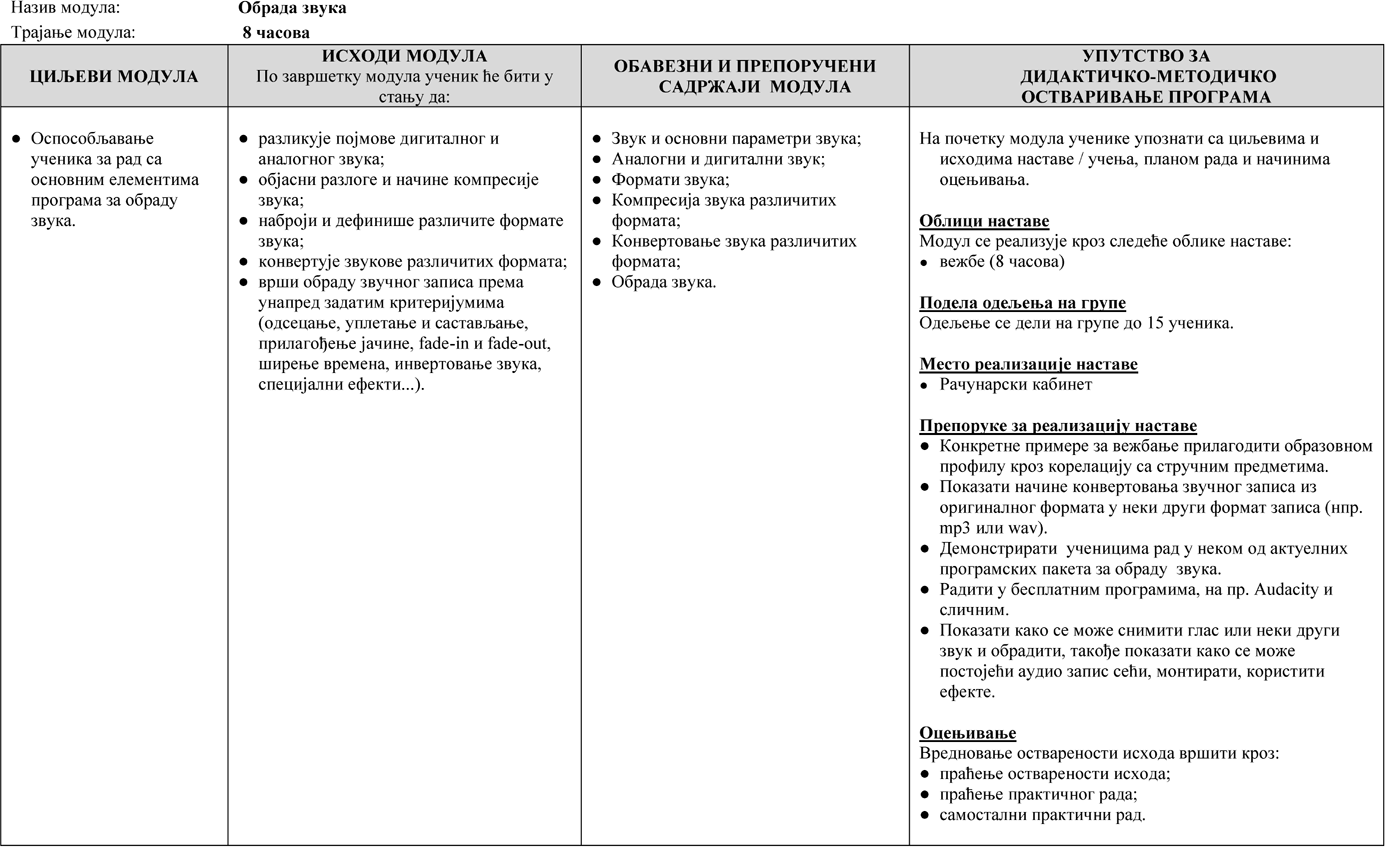 Назив модула: Обрада звука
Трајање модула: 8 часова
ЦИЉЕВИ МОДУЛА
ИСХОДИ МОДУЛА
По завршетку модула ученик ће бити у
стању да:
ОБАВЕЗНИ И ПРЕПОРУЧЕНИ
САДРЖАЈИ МОДУЛА
УПУТСТВО ЗА
ДИДАКТИЧКО-МЕТОДИЧКО
ОСТВАРИВАЊЕ ПРОГРАМА
● Оспособљавање
ученика за рад са
основним елементима
програма за обраду
звука.
● разликује појмове дигиталног и
аналогног звука;
● објасни разлоге и начине компресије
звука;
● наброји и дефинише различите формате
звука;
● конвертује звукове различитих формата;
● врши обраду звучног записа према
унапред задатим критеријумима
(одсецање, уплетање и састављање,
прилагођење јачине, fade-in и fade-out,
ширење времена, инвертовање звука,
специјални ефекти...).
● Звук и основни параметри звука;
● Аналогни и дигитални звук;
● Формати звука;
● Компресија звука различитих
формата;
● Конвертовање звука различитих
формата;
● Обрада звука.
На почетку модула ученике упознати са циљевима и
исходима наставе / учења, планом рада и начинима
оцењивања.
Облици наставе
Модул се реализује кроз следеће облике наставе:
● вежбе (8 часова)
Подела одељења на групе
Одељење се дели на групе до 15 ученика.
Место реализације наставе
● Рачунарски кабинет
Препоруке за реализацију наставе
● Конкретне примере за вежбање прилагодити образовном
профилу кроз корелацију са стручним предметима.
● Показати начине конвертовања звучног записа из
оригиналног формата у неки други формат записа (нпр.
mp3 или wav).
● Демонстрирати ученицима рад у неком од актуелних
програмских пакета за обраду звука.
● Радити у бесплатним програмима, на пр. Audacity и
сличним.
● Показати како се може снимити глас или неки други
звук и обрадити, такође показати како се може
постојећи аудио запис сећи, монтирати, користити
ефекте.
Оцењивање
Вредновање остварености исхода вршити кроз:
● праћење остварености исхода;
● праћење практичног рада;
● самостални практични рад.